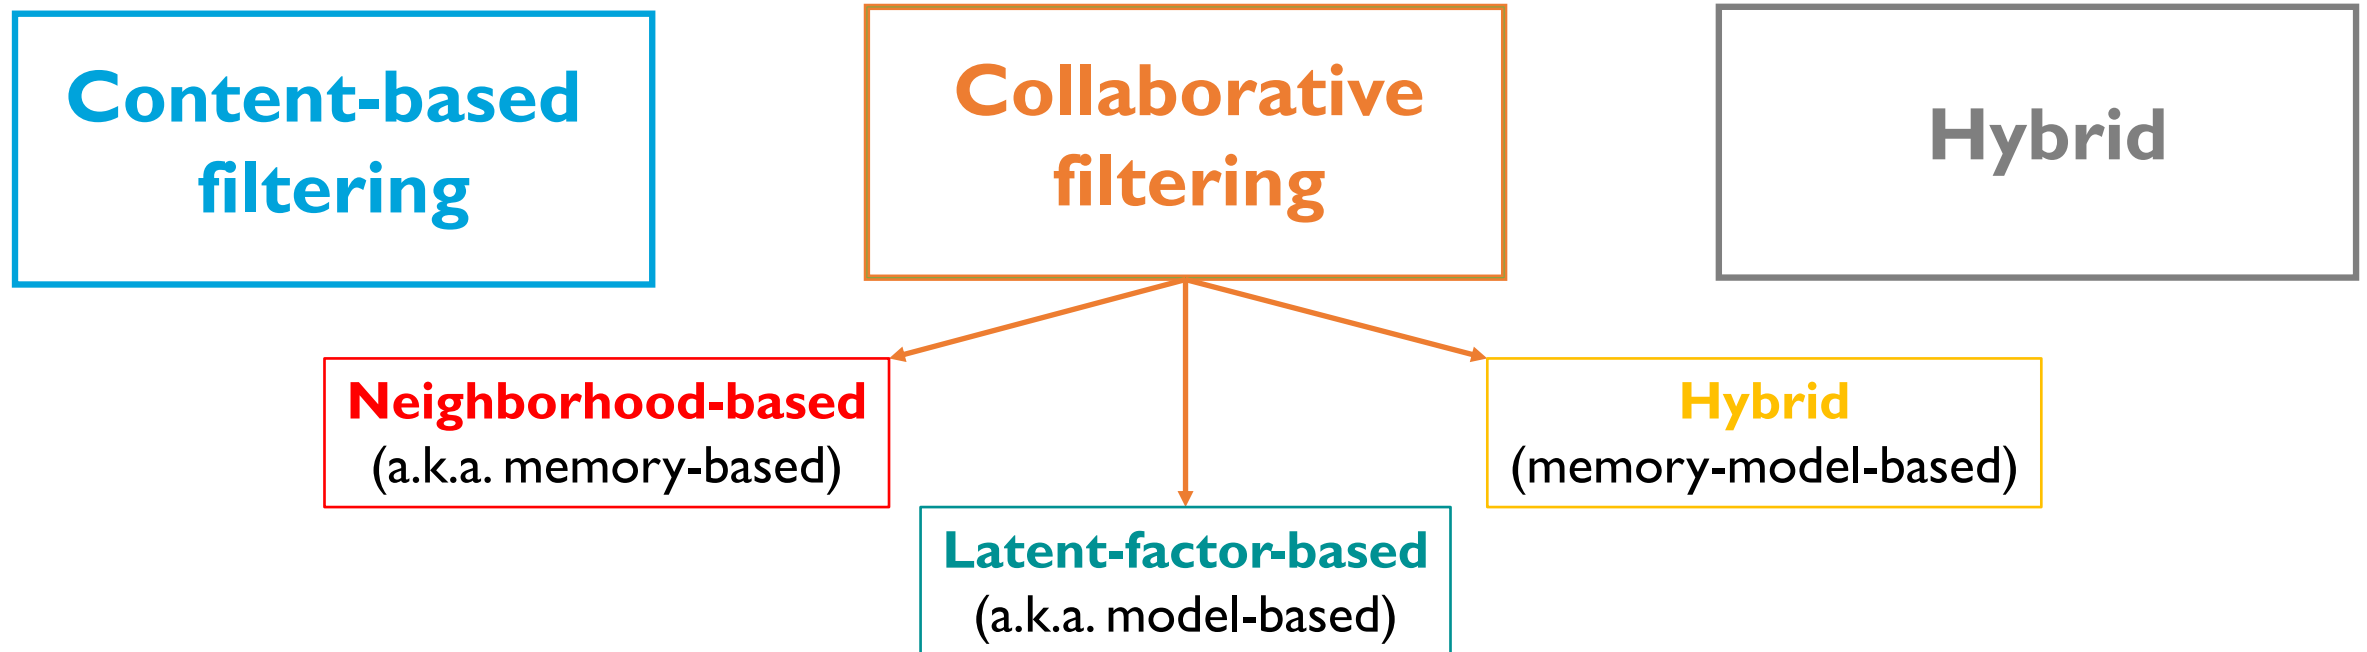 Content-based
filtering
Collaborative
filtering
Hybrid
Neighborhood-based
(a.k.a. memory-based)
Hybrid
(memory-model-based)
Latent-factor-based
(a.k.a. model-based)